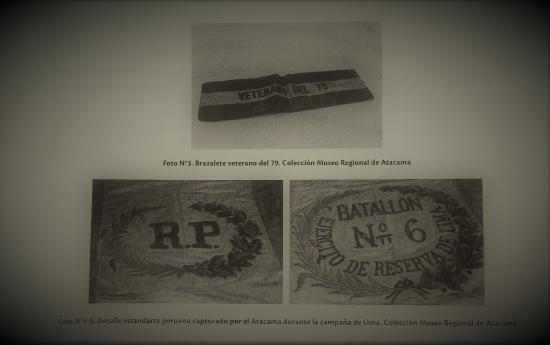 VETERANO DEL 79
Foto N°3. Brazalete veterano del 79. Colección Museo Regional de Atacama
R.P.
BATALLON
Nº 6
EJERCITO DE RESERVA DE LIMA
Foto N°4-5. Detalle estandarte peruano capturado por el Atacama durante la campaña de Lima. Colección Museo Regional de Atacama